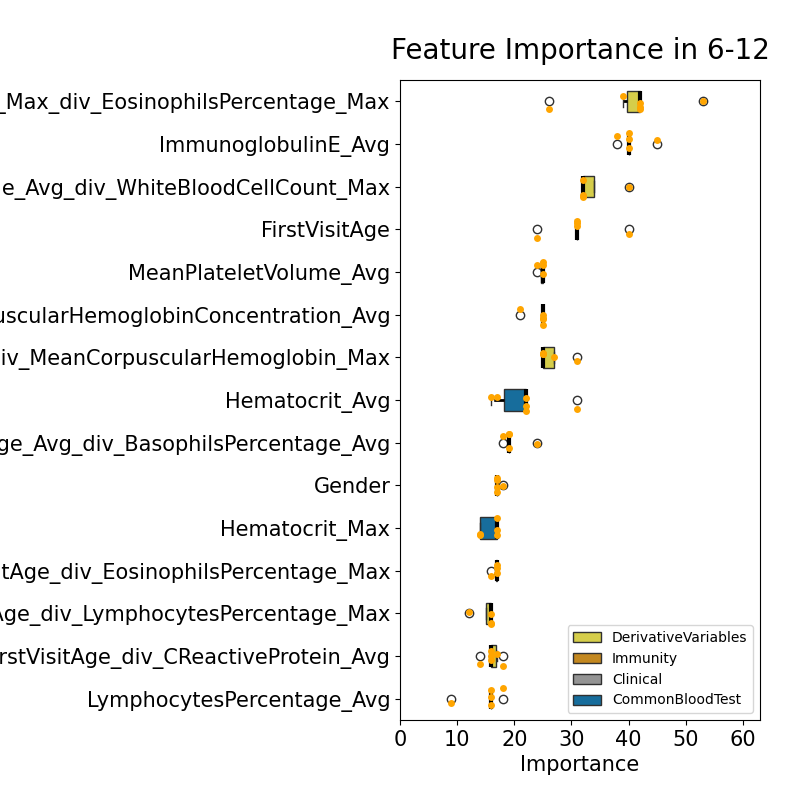 Feature Importance in 6-12
_Max_div_EosinophilsPercentage_Max
ImmunoglobulinE_Avg
e_Avg_div_WhiteBloodCellCount_Max
FirstVisitAge
MeanPlateletVolume_Avg
uscularHemoglobinConcentration_Avg
iv_MeanCorpuscularHemoglobin_Max
Hematocrit_Avg
ge_Avg_div_BasophilsPercentage_Avg
Gender
Hematocrit_Max
tAge_div_EosinophilsPercentage_Max
Age_div_LymphocytesPercentage_Max
rstVisitAge_div_CReactiveProtein_Avg
LymphocytesPercentage_Avg
DerivativeVariables
Immunity
Clinical
CommonBloodTest
0 10 20 30 40 50 60
Importance